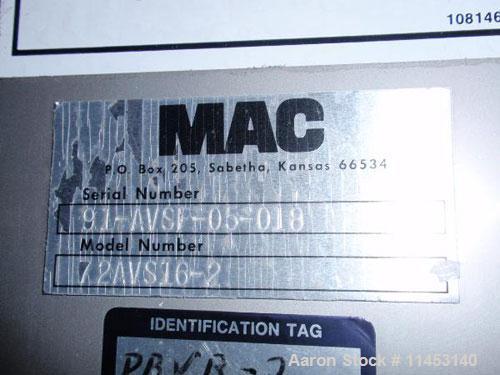 108146
MAC
P.O. Box 205, Sabetha, Kansas 66534
Serial Number
91-AVSF-05-018
Model Number
72AVS16-2
IDENTIFICATION TAG
Aaron Stock # 11453140